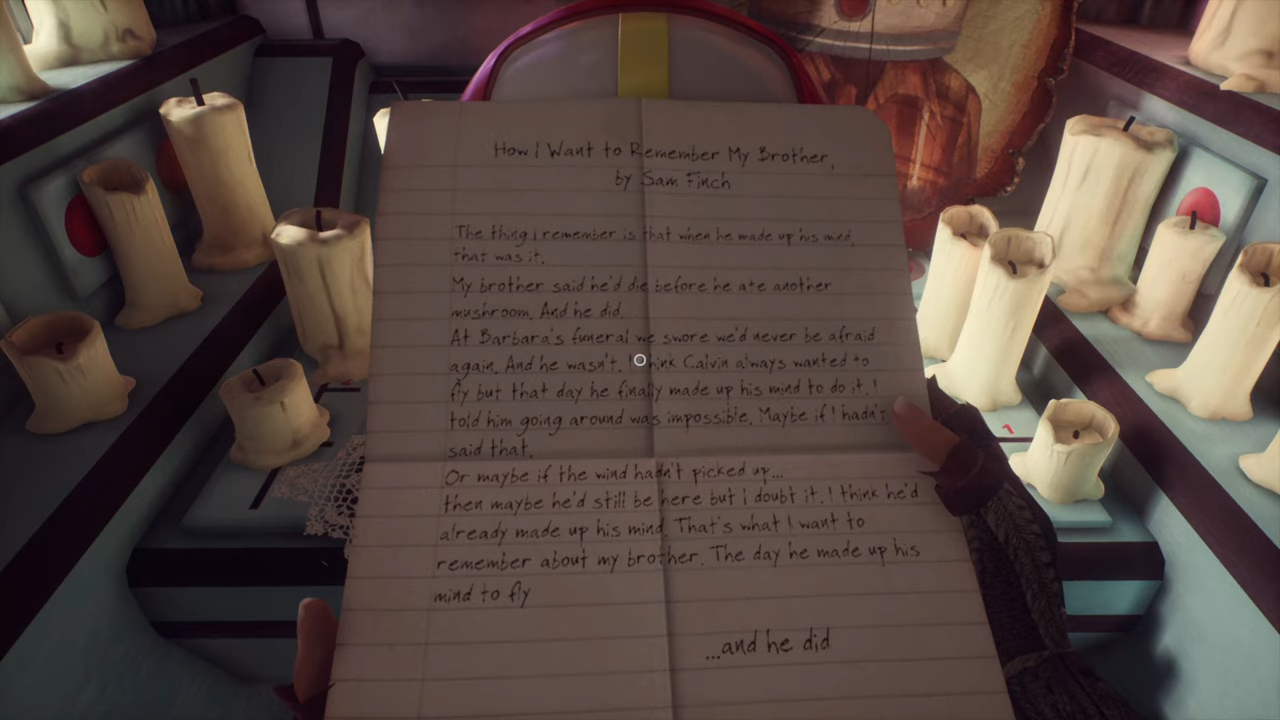 How I Want to Remember My Brother,
by Sam Finch
The thing i remember is that when he made up his mind,
that was it.
My brother said he'd die before he ate another
mushroom. And he did.
At Barbara's funeral we swore we'd never be afraid
again. And he wasn't. I think Calvin always wanted to
fly but that day he finally made up his mind to do it. I
told him going around was impossible. Maybe if I hadn't
said that.
Or maybe if the wind hadn't picked up...
then maybe he'd still be here but I doubt it. I think he'd
already made up his mind. That's what I want to
remember about my brother. The day he made up his
mind to fly
...and he did